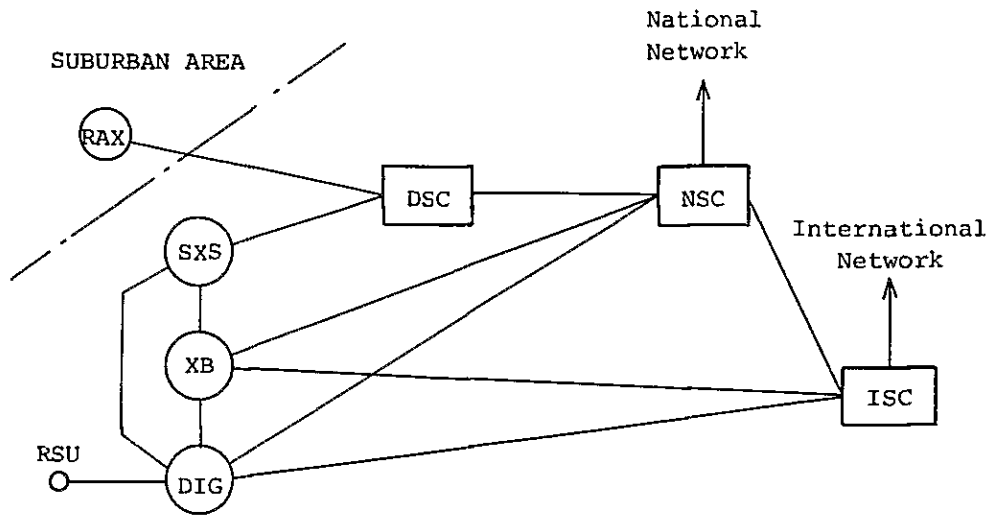 National
Network
SUBURBAN AREA
RAX
DSC
NSC
SXS
International
Network
XB
ISC
RSU
DIG